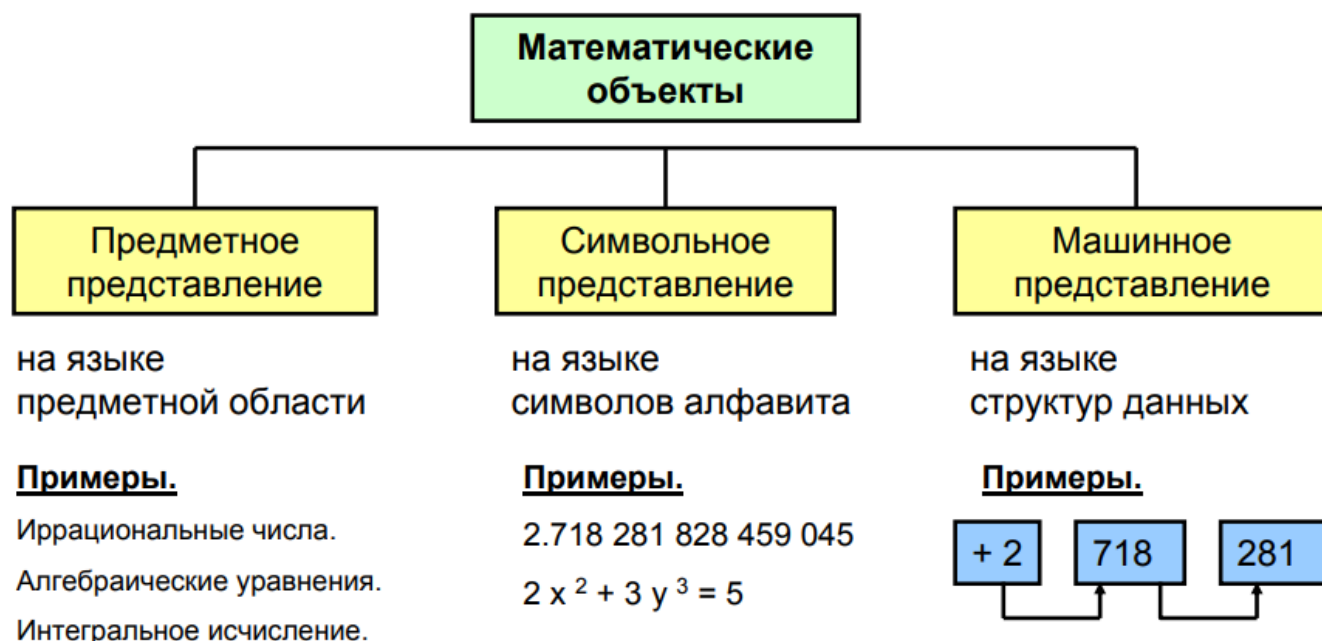 Математические
объекты
Предметное
представление
Символьное
представление
Машинное
представление
на языке
предметной области
на языке
символов алфавита
на языке
структур данных
Примеры.
Иррациональные числа.
Алгебраические уравнения.
Интегральное исчисление.
Примеры.
2.718 281 828 459 045
2 x ² + 3 y ³ = 5
Примеры.
+ 2
718
281